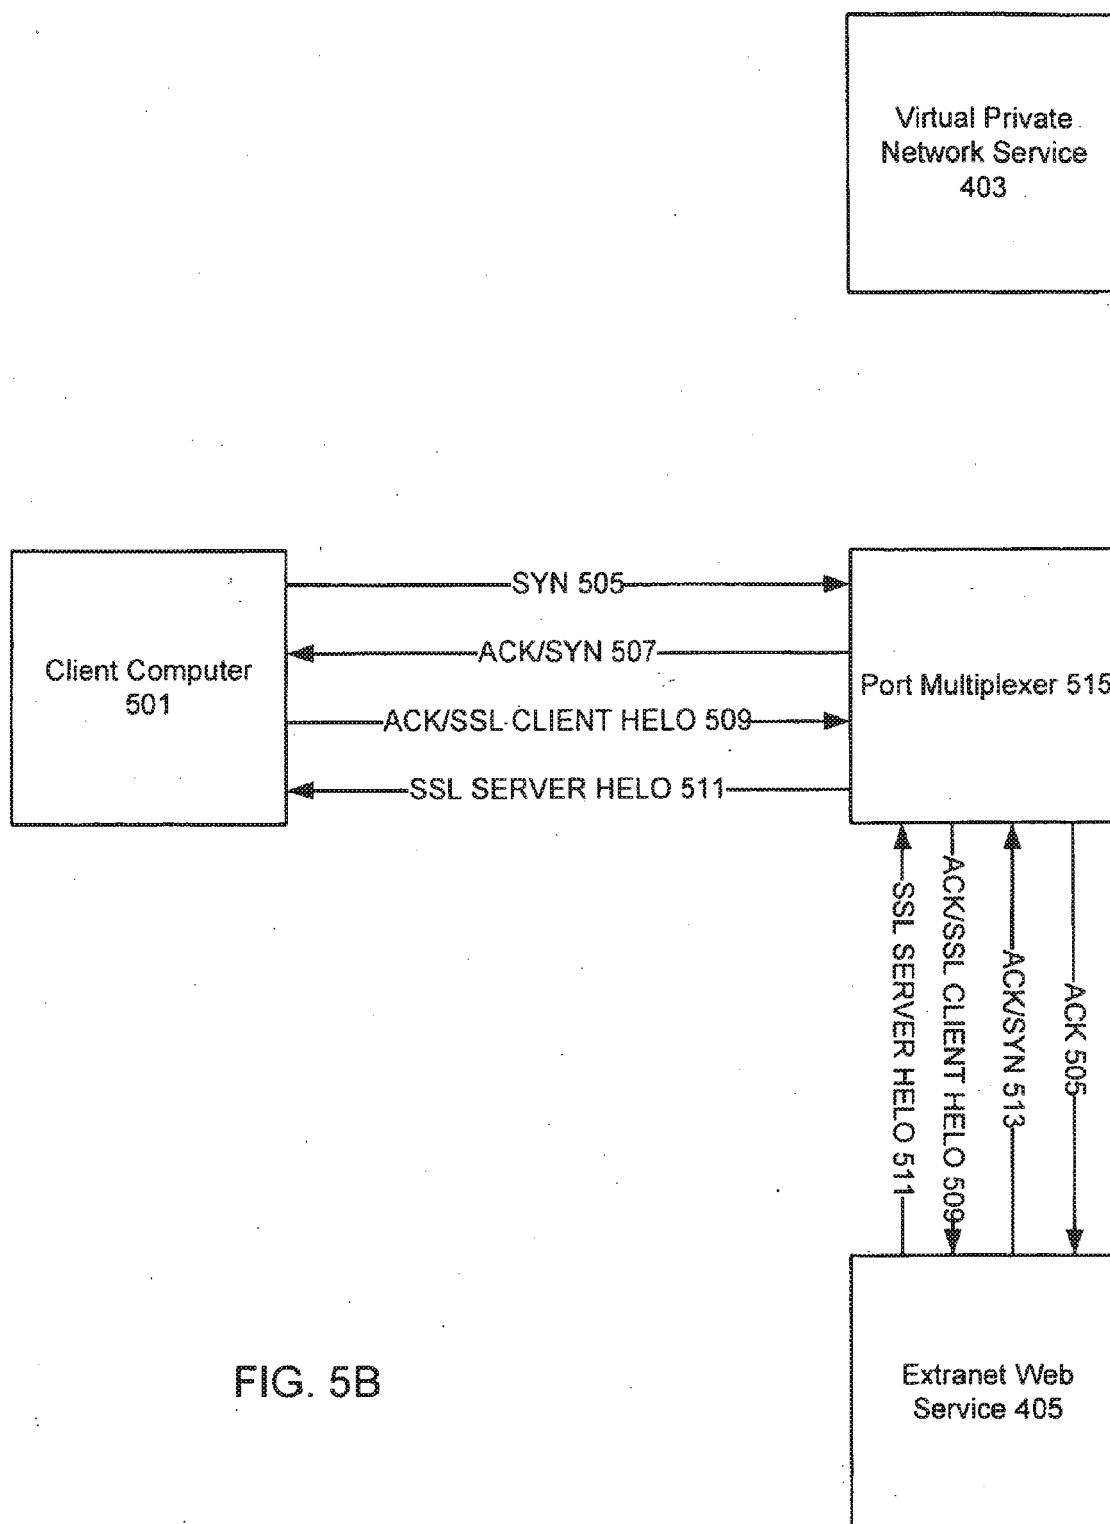 Virtual Private
Network Service
403
SYN 505
ACK/SYN 507
Client Computer
501
Port Multiplexer 515
ACK/SSL CLIENT HELO 509
SSL SERVER HELO 511
SSL SERVER HELO 511
ACK/SSL CLIENT HELO 509
ACK/SYN 513
ACK 505
Extranet Web
Service 405
FIG. 5B